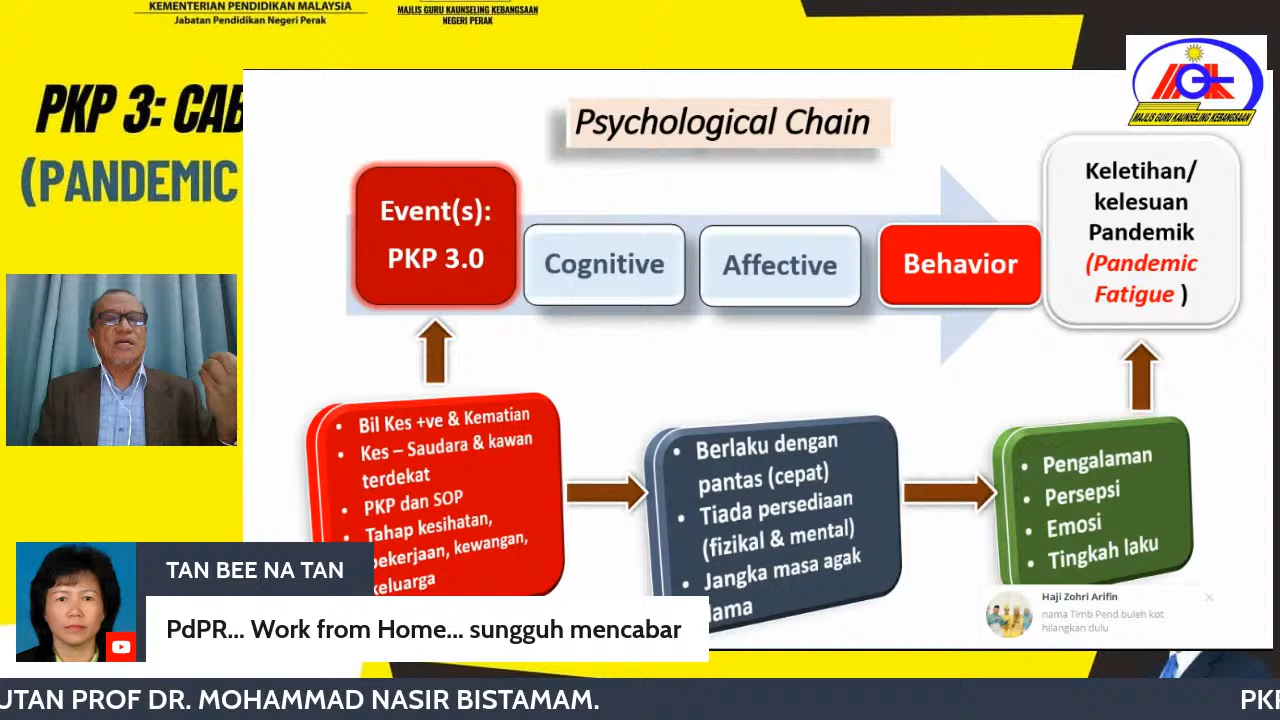 KEMENTERIAN PENDIDIKAN MALAYSIA
Jabatan Pendidikan Negeri Perak
MAJLIS GURU KAUNSELING KEBANGSAAN
NEGERI PERAK
PKP 3: CAB
(PANDEMIC
MAJLIS GURU KAUNSELING KEBANGSAAN
Psychological Chain
Event(s):
PKP 3.0
Cognitive
Affective
Behavior
Keletihan/
kelesuan
Pandemik
(Pandemic
Fatigue )
• Bil Kes +ve & Kematian
• Kes – Saudara & kawan
terdekat
• PKP dan SOP
• Tahap kesihatan,
pekerjaan, kewangan,
keluarga
• Berlaku dengan
pantas (cepat)
• Tiada persediaan
(fizikal & mental)
• Jangka masa agak
lama
• Pengalaman
• Persepsi
• Emosi
• Tingkah laku
Haji Zohri Arifin
nama Timb Pend buleh kot
hilangkan dulu
TAN BEE NA TAN
PdPR... Work from Home... sungguh mencabar
UTAN PROF DR. MOHAMMAD NASIR BISTAMAM.
PKP